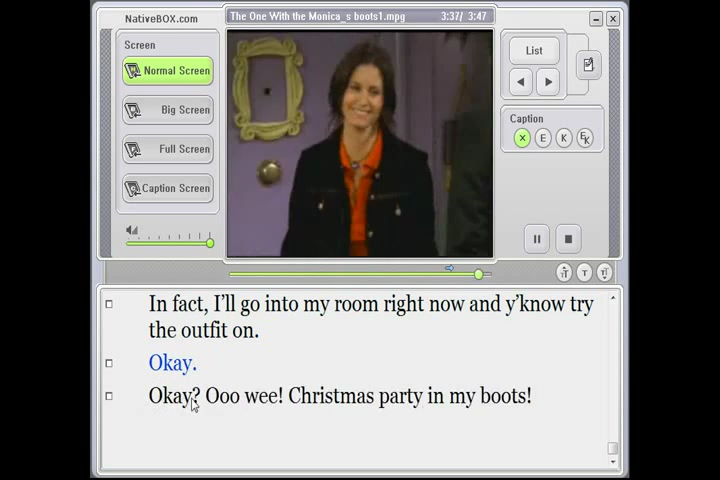 NativeBOX.com
The One With the Monica_s boots1.mpg 3:37/ 3:47
Screen
Normal Screen
Big Screen
Full Screen
Caption Screen
List
Caption
X E K EK
T T T
In fact, I'll go into my room right now and y'know try
the outfit on.
Okay.
Okay? Ooo wee! Christmas party in my boots!